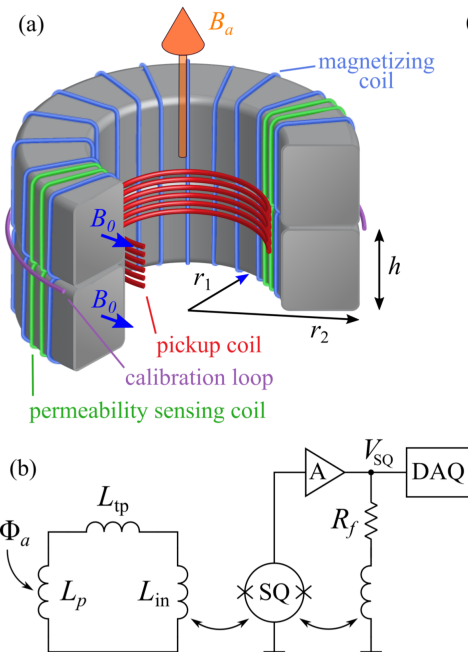 (a)
B_a
magnetizing
coil
B_0
B_0
r_1
r_2
h
pickup coil
calibration loop
permeability sensing coil
(b)
V_SQ
A
DAQ
L_tp
R_f
Φ_a
L_p
L_in
SQ